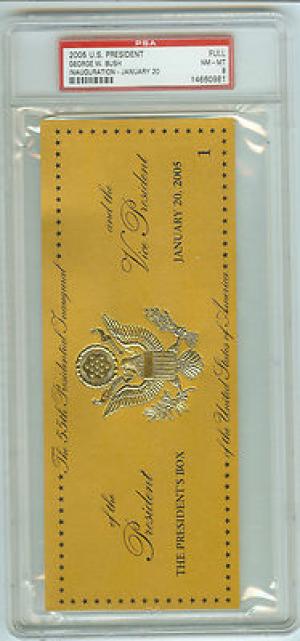 PSA
2005 U.S. PRESIDENT FULL
GEORGE W. BUSH NM - MT
INAUGURATION - JANUARY 20 8
14660981
The 55th Presidential Inaugural
of the and the
President Vice President
THE PRESIDENT'S BOX JANUARY 20, 2005
of the United States of America
1